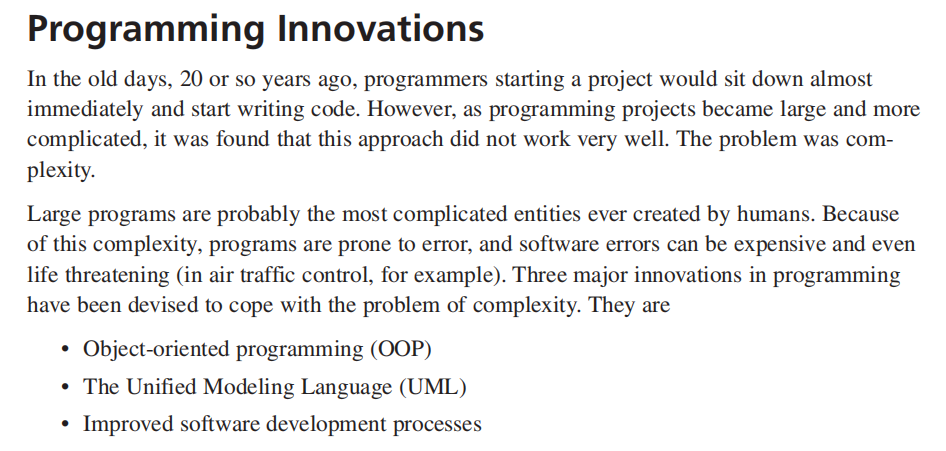 Programming Innovations
In the old days, 20 or so years ago, programmers starting a project would sit down almost
immediately and start writing code. However, as programming projects became large and more
complicated, it was found that this approach did not work very well. The problem was com-
plexity.
Large programs are probably the most complicated entities ever created by humans. Because
of this complexity, programs are prone to error, and software errors can be expensive and even
life threatening (in air traffic control, for example). Three major innovations in programming
have been devised to cope with the problem of complexity. They are
• Object-oriented programming (OOP)
• The Unified Modeling Language (UML)
• Improved software development processes